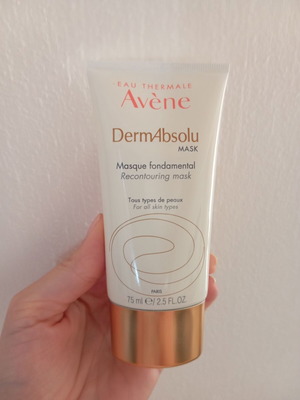 EAU THERMALE
Avène
DermAbsolu
MASK
Masque fondamental
Recontouring mask
Tous types de peaux
For all skin types
PARIS
75 ml ℮ / 2.5 FL.OZ.